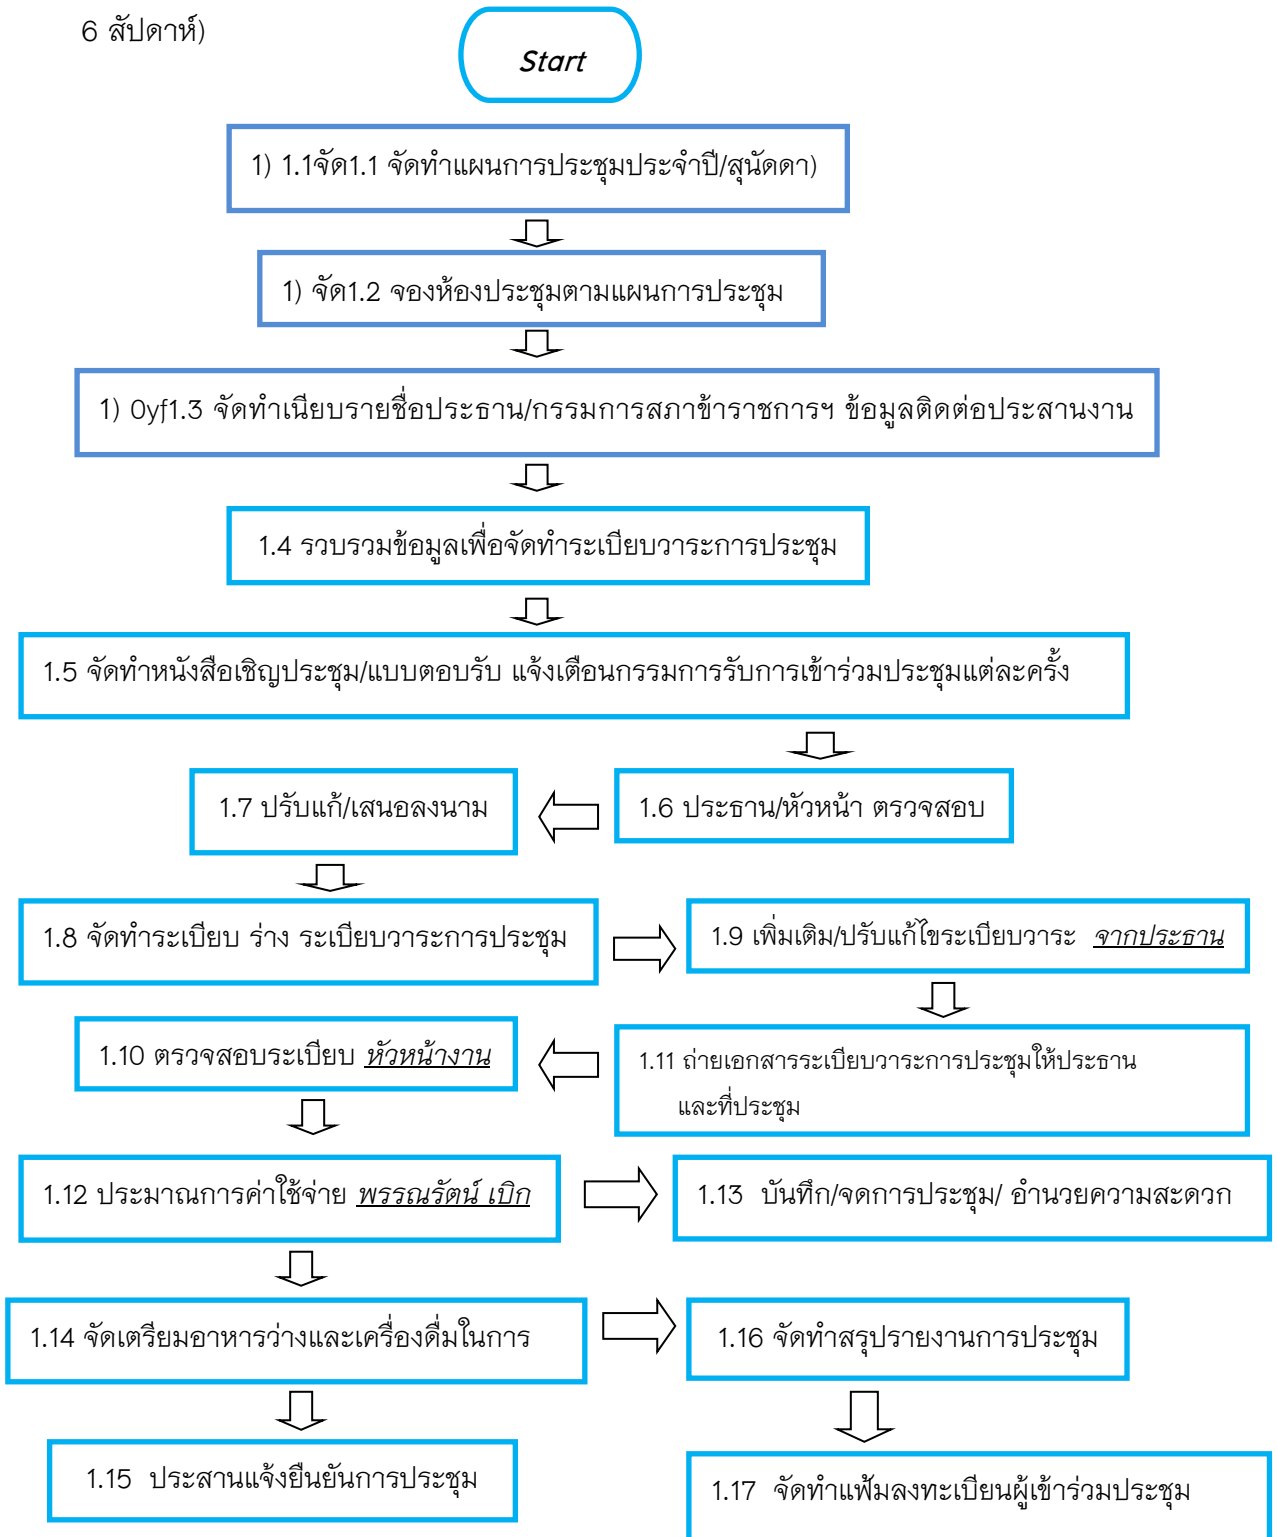 6 สัปดาห์)
Start
1) 1.1จัด1.1 จัดทำแผนการประชุมประจำปี/สุนัดดา)
1) จัด1.2 จองห้องประชุมตามแผนการประชุม
1) 0yf1.3 จัดทำเนียบรายชื่อประธาน/กรรมการสภาข้าราชการฯ ข้อมูลติดต่อประสานงาน
1.4 รวบรวมข้อมูลเพื่อจัดทำระเบียบวาระการประชุม
1.5 จัดทำหนังสือเชิญประชุม/แบบตอบรับ แจ้งเตือนกรรมการรับการเข้าร่วมประชุมแต่ละครั้ง
1.6 ประธาน/หัวหน้า ตรวจสอบ
1.7 ปรับแก้/เสนอลงนาม
1.8 จัดทำระเบียบ ร่าง ระเบียบวาระการประชุม
1.9 เพิ่มเติม/ปรับแก้ไขระเบียบวาระ จากประธาน
1.10 ตรวจสอบระเบียบ หัวหน้างาน
1.11 ถ่ายเอกสารระเบียบวาระการประชุมให้ประธาน
และที่ประชุม
1.12 ประมาณการค่าใช้จ่าย พรรณรัตน์ เบิก
1.13 บันทึก/จดการประชุม/ อำนวยความสะดวก
1.14 จัดเตรียมอาหารว่างและเครื่องดื่มในการ
1.16 จัดทำสรุปรายงานการประชุม
1.15 ประสานแจ้งยืนยันการประชุม
1.17 จัดทำแฟ้มลงทะเบียนผู้เข้าร่วมประชุม